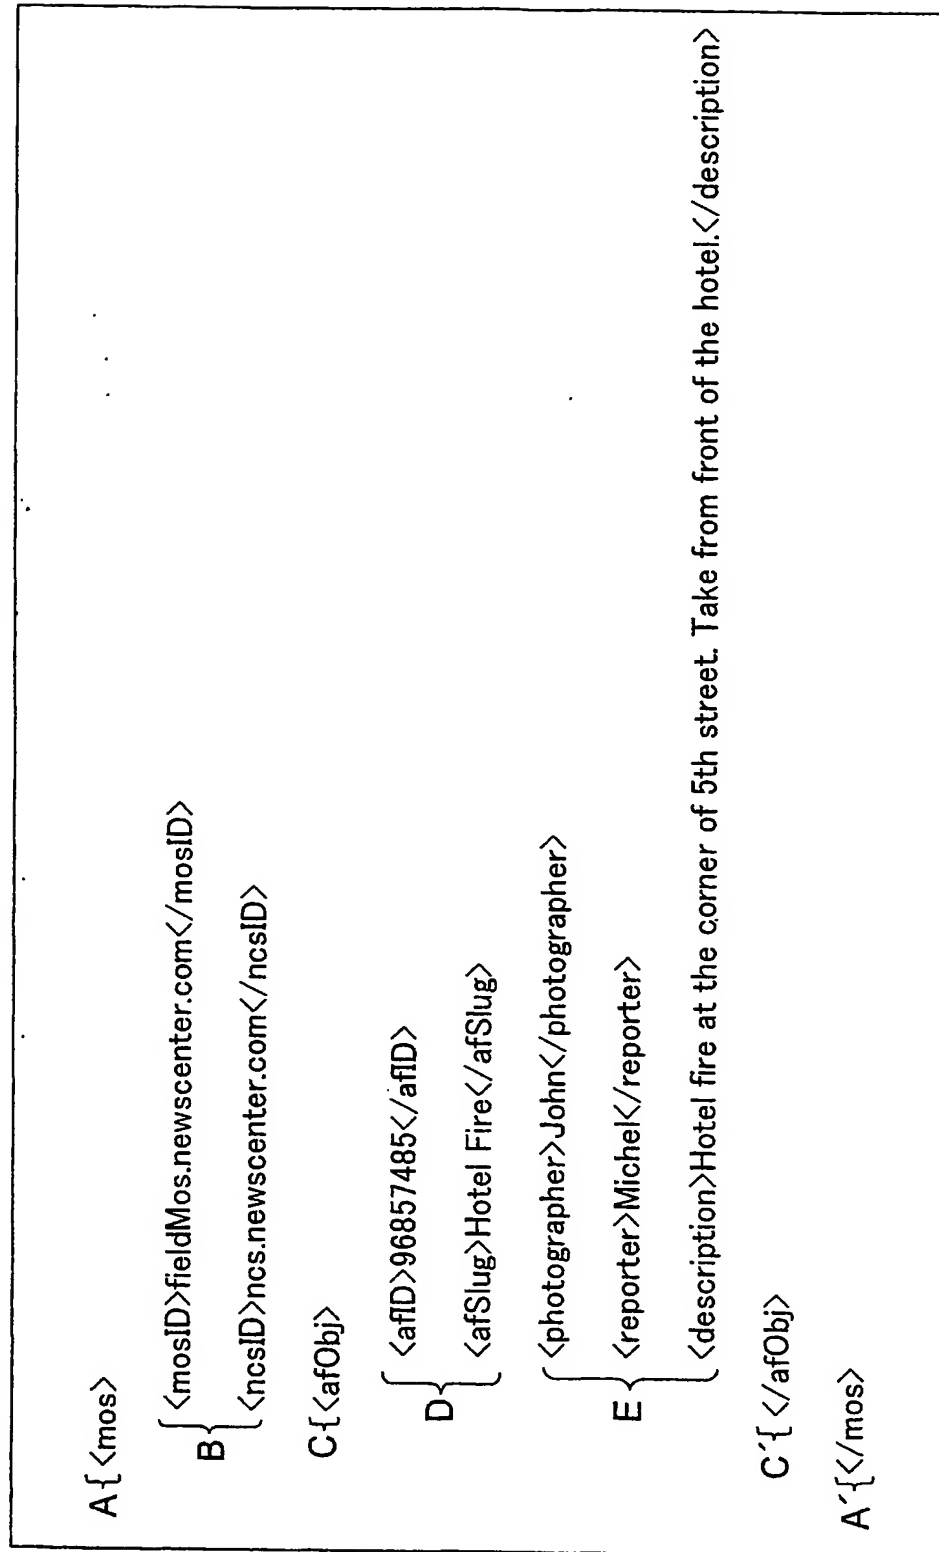 A{<mos>
B{<mosID>fieldMos.newscenter.com</mosID>
<ncsID>ncs.newscenter.com</ncsID>
C{<afObj>
D{<afID>96857485</afID>
<afSlug>Hotel Fire</afSlug>
E{<photographer>John</photographer>
<reporter>Michel</reporter>
<description>Hotel fire at the corner of 5th street. Take from front of the hotel.</description>
C´{</afObj>
A´{</mos>